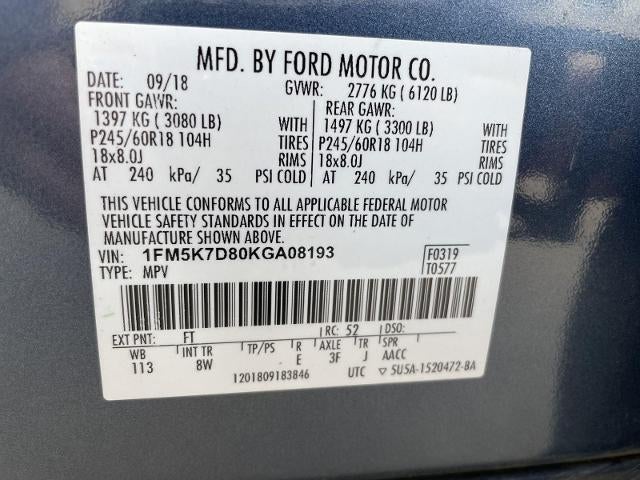 MFD. BY FORD MOTOR CO.
DATE: 09/18 GVWR: 2776 KG ( 6120 LB)
FRONT GAWR: REAR GAWR:
1397 KG ( 3080 LB) WITH 1497 KG ( 3300 LB) WITH
P245/60R18 104H TIRES P245/60R18 104H TIRES
18x8.0J RIMS 18x8.0J RIMS
AT 240 kPa/ 35 PSI COLD AT 240 kPa/ 35 PSI COLD
THIS VEHICLE CONFORMS TO ALL APPLICABLE FEDERAL MOTOR
VEHICLE SAFETY STANDARDS IN EFFECT ON THE DATE OF
MANUFACTURE SHOWN ABOVE.
VIN: 1FM5K7D80KGA08193 F0319
TYPE: MPV T0577
EXT PNT: FT RC: 52 DSO:
WB INT TR TP/PS R AXLE TR SPR
113 8W E 3F J AACC
1201809183846 UTC ▽ 5U5A-1520472-BA